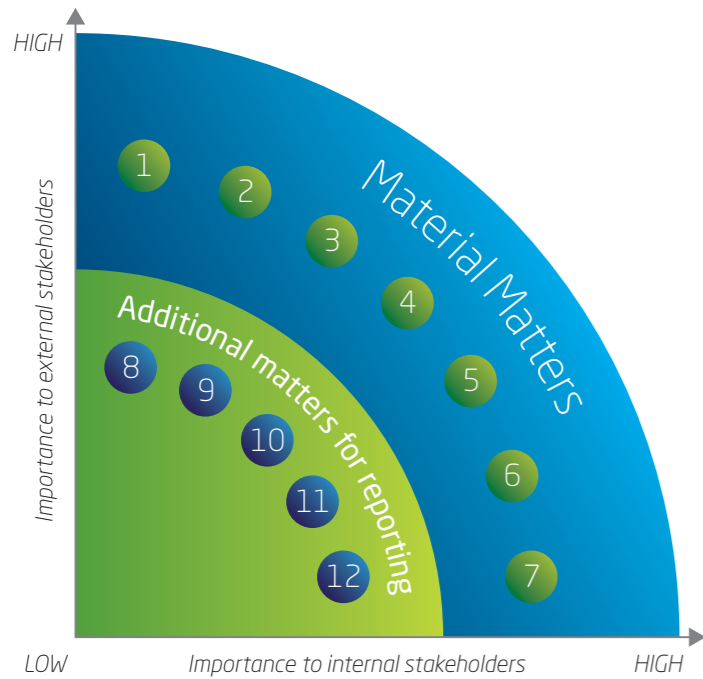 HIGH
Importance to external stakeholders
Material Matters
1
2
3
4
5
6
7
Additional matters for reporting
8
9
10
11
12
LOW
Importance to internal stakeholders
HIGH